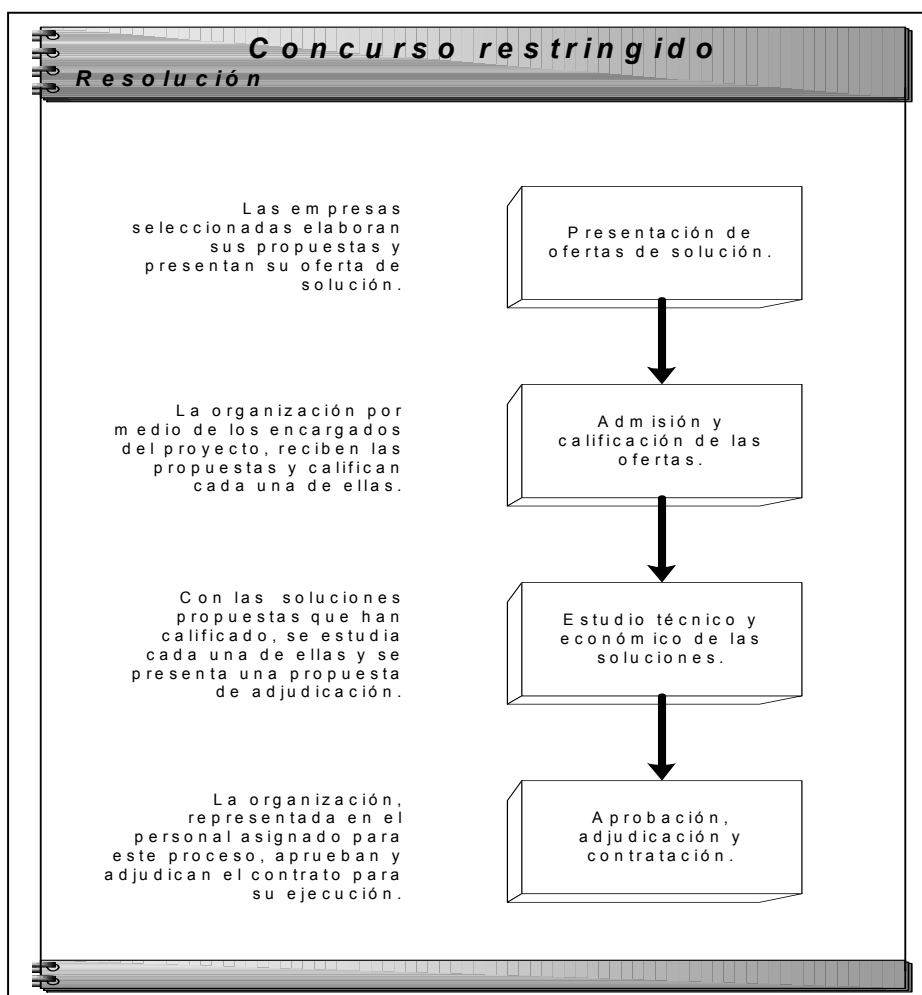 Concurso restringido
Resolución
Las empresas
seleccionadas elaboran
sus propuestas y
presentan su oferta de
solución.
Presentación de
ofertas de solución.
La organización por
medio de los encargados
del proyecto, reciben las
propuestas y califican
cada una de ellas.
Admisión y
calificación de las
ofertas.
Con las soluciones
propuestas que han
calificado, se estudia
cada una de ellas y se
presenta una propuesta
de adjudicación.
Estudio técnico y
económico de las
soluciones.
La organización,
representada en el
personal asignado para
este proceso, aprueban y
adjudican el contrato para
su ejecución.
Aprobación,
adjudicación y
contratación.